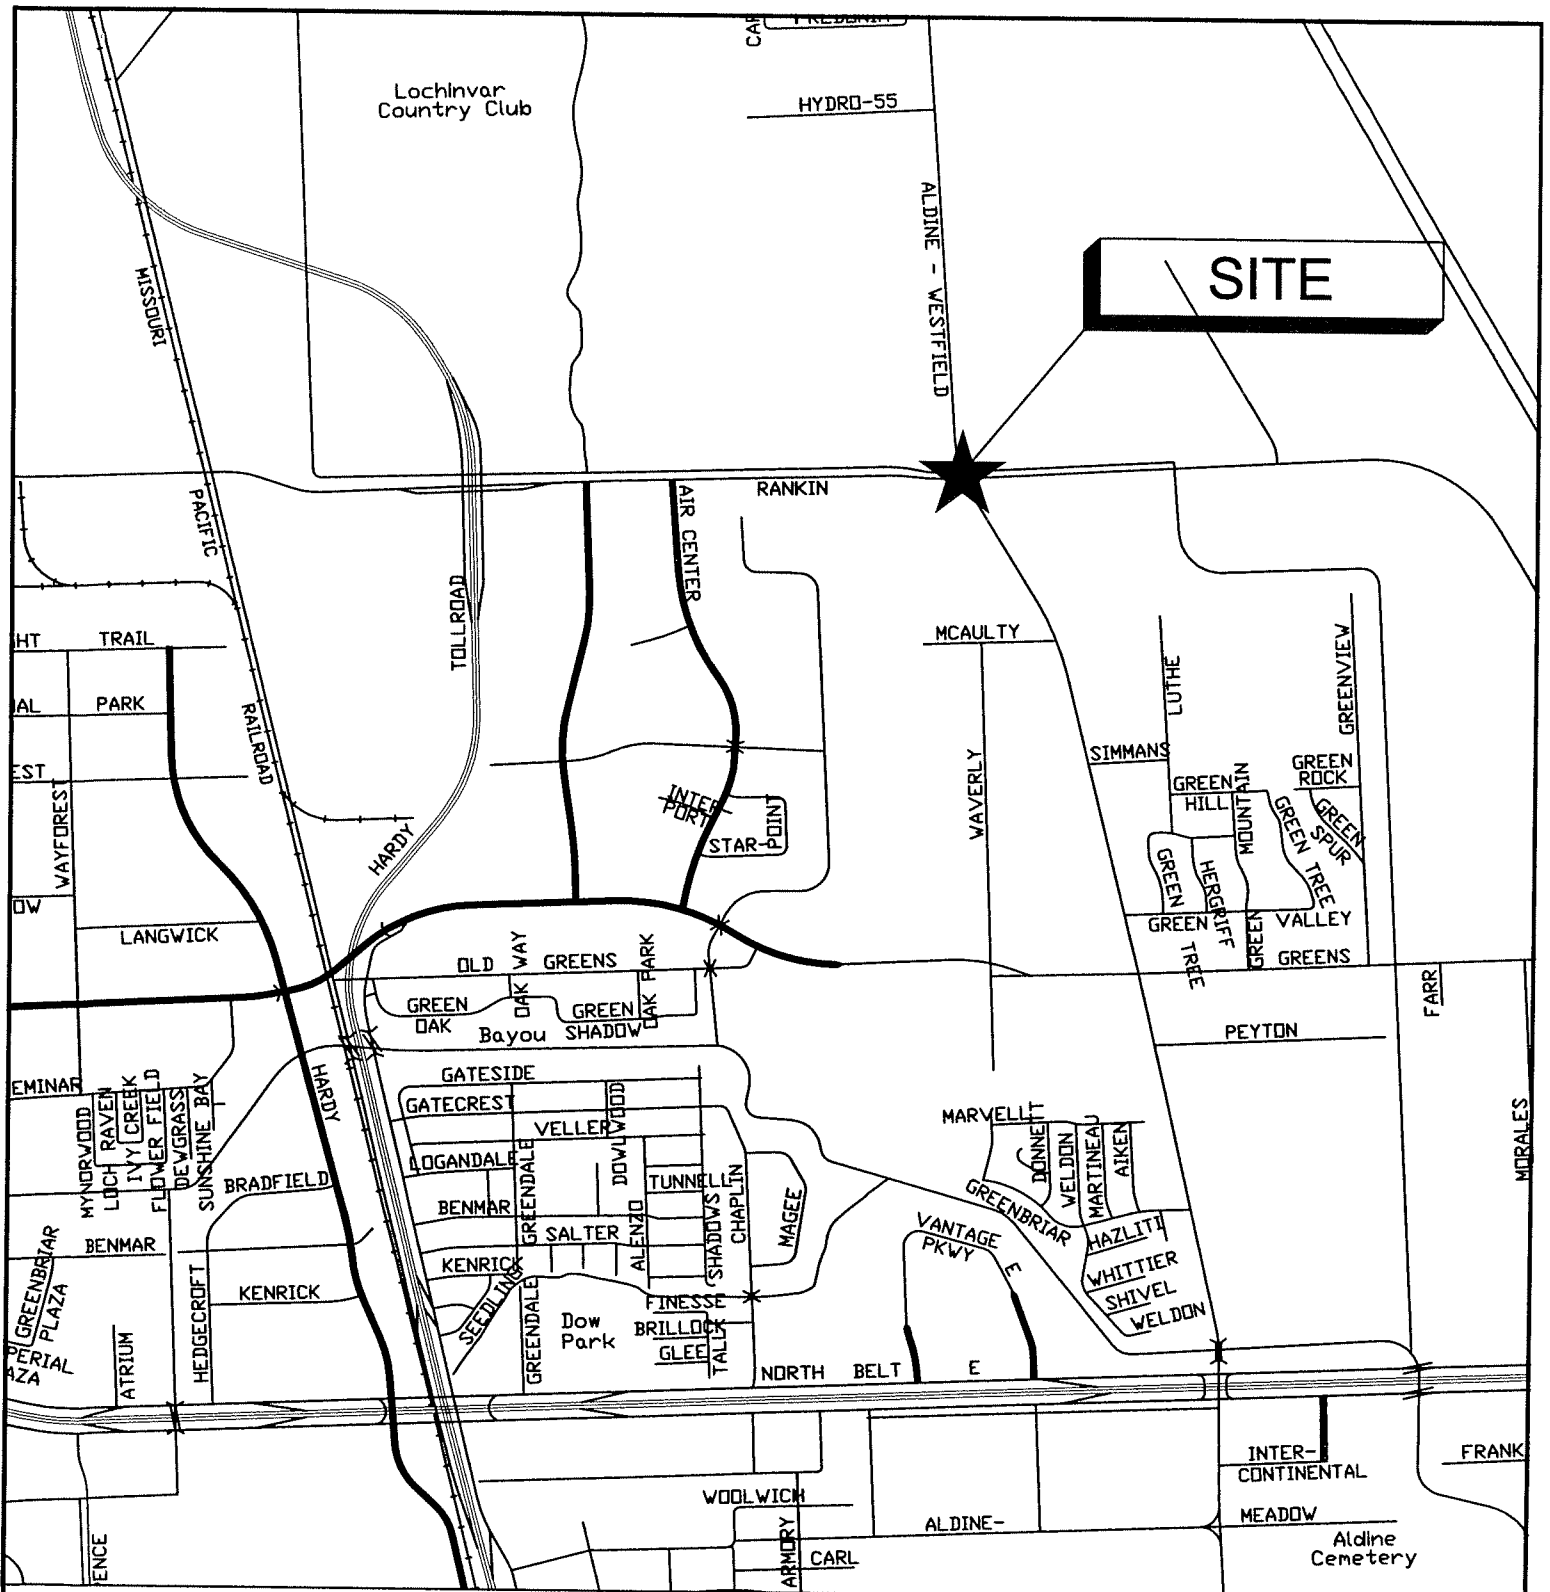 Lochinvar
Country Club
HYDRO-55
ALDINE - WESTFIELD
SITE
MISSOURI
PACIFIC
RAILROAD
RANKIN
AIR CENTER
TOLLROAD
HARDY
TRAIL
PARK
WAYFOREST
MCAULTY
LUTHE
GREENVIEW
SIMMANS
WAVERLY
GREEN
ROCK
GREEN
HILL
MOUNTAIN
GREEN TREE
GREEN
SPUR
INTER-
PORT
STAR-
POINT
GREEN
TREE
HERGRIFF
GREEN
GREEN
VALLEY
GREENS
LANGWICK
OLD GREENS
OAK WAY
OAK PARK
GREEN
OAK
GREEN
SHADOW
Bayou
FARR
PEYTON
MORALES
HARDY
GATESIDE
GATECREST
VELLER
DOWLWOOD
LOGANDALE
GREENDALE
TUNNELL
BENMAR
SALTER
ALENZO
SHADOWS
CHAPLIN
MAGEE
KENRICK
SEEDLING
GREENDALE
FINESSE
BRILLOCK
GLEE
TALL
Dow
Park
MYNORWOOD
LOCH RAVEN
IVY CREEK
FLOWER FIELD
DEWGRASS
SUNSHINE BAY
BRADFIELD
BENMAR
GREENBRIAR
PLAZA
KENRICK
HEDGECROFT
ATRIUM
MARVELL
DONNETT
WELDON
MARTINEAU
AIKEN
GREENBRIAR
HAZLITT
WHITTIER
SHIVEL
WELDON
VANTAGE
PKWY
E
NORTH BELT E
INTER-
CONTINENTAL
FRANK
WOOLWICH
ARMORY
CARL
ALDINE-
MEADOW
Aldine
Cemetery